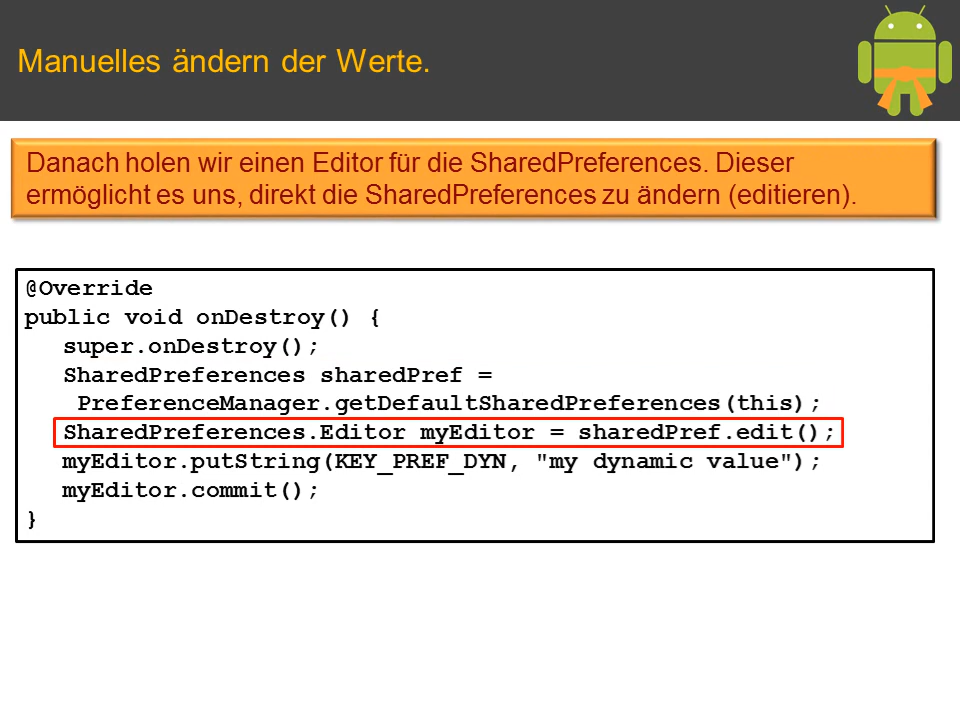 Manuelles ändern der Werte.
Danach holen wir einen Editor für die SharedPreferences. Dieser
ermöglicht es uns, direkt die SharedPreferences zu ändern (editieren).
@Override
public void onDestroy() {
super.onDestroy();
SharedPreferences sharedPref =
PreferenceManager.getDefaultSharedPreferences(this);
SharedPreferences.Editor myEditor = sharedPref.edit();
myEditor.putString(KEY_PREF_DYN, "my dynamic value");
myEditor.commit();
}